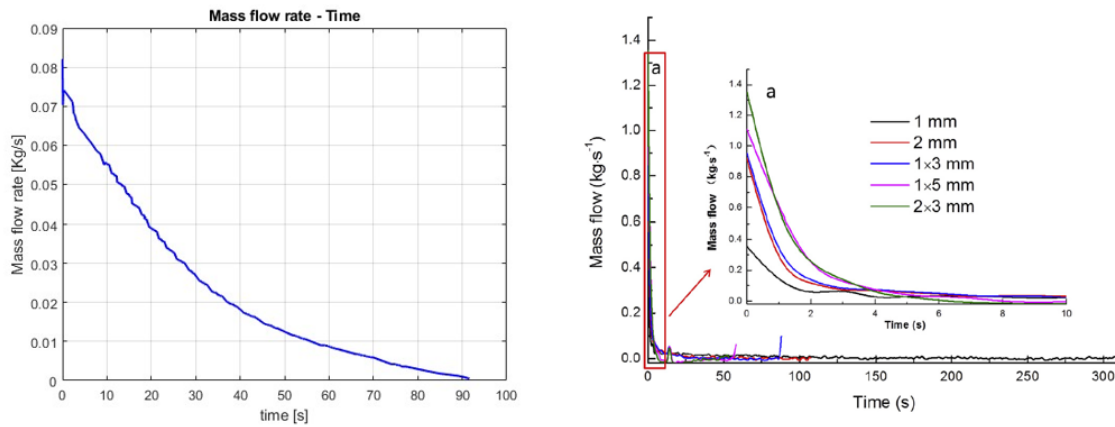 Mass flow rate - Time
0.09
0.08
0.07
0.06
0.05
0.04
0.03
0.02
0.01
0
Mass flow rate [Kg/s]
0 10 20 30 40 50 60 70 80 90 100
time [s]
1.4
1.2
1.0
0.8
0.6
0.4
0.2
0.0
Mass flow (kg·s-1)
a
0 50 100 150 200 250 300
Time (s)
a
1.4
1.2
1.0
0.8
0.6
0.4
0.2
0.0
Mass flow (kg·s-1)
0 2 4 6 8 10
Time (s)
1 mm
2 mm
1×3 mm
1×5 mm
2×3 mm